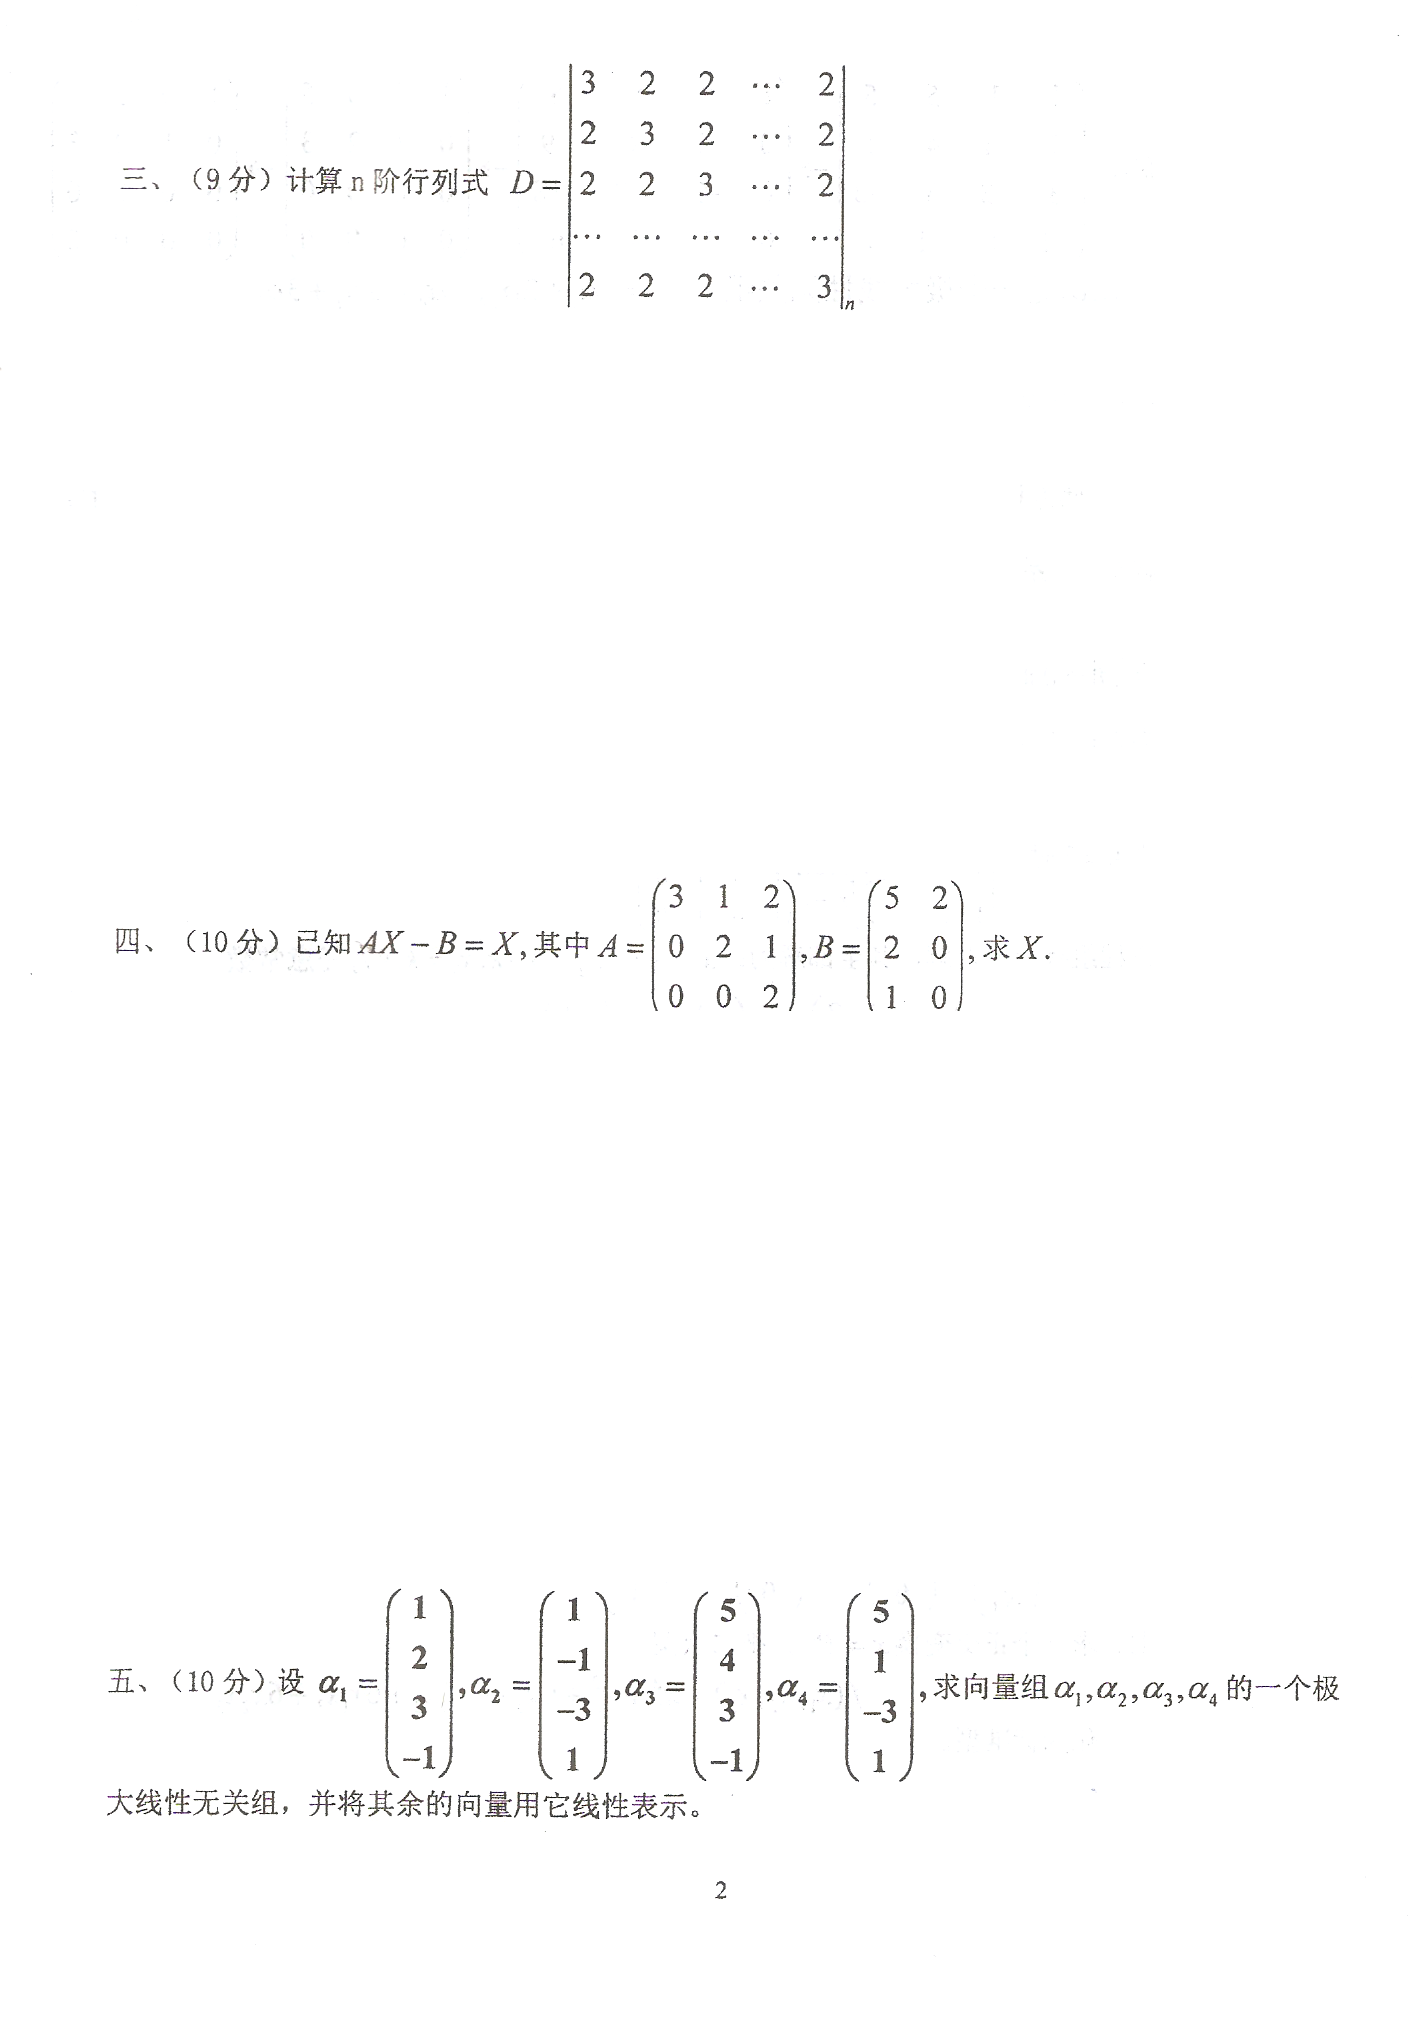 3 2 2 ··· 2
2 3 2 ··· 2
三、（9分）计算n阶行列式 D= 2 2 3 ··· 2
··· ··· ··· ··· ···
2 2 2 ··· 3 n
3 1 2 5 2
四、（10分）已知AX－B=X,其中A= 0 2 1 ,B= 2 0 ,求X.
0 0 2 1 0
1 1 5 5
2 -1 4 1
五、（10分）设 α1= ,α2= ,α3= ,α4= ,求向量组α1,α2,α3,α4的一个极
3 -3 3 -3
-1 1 -1 1
大线性无关组，并将其余的向量用它线性表示。
2